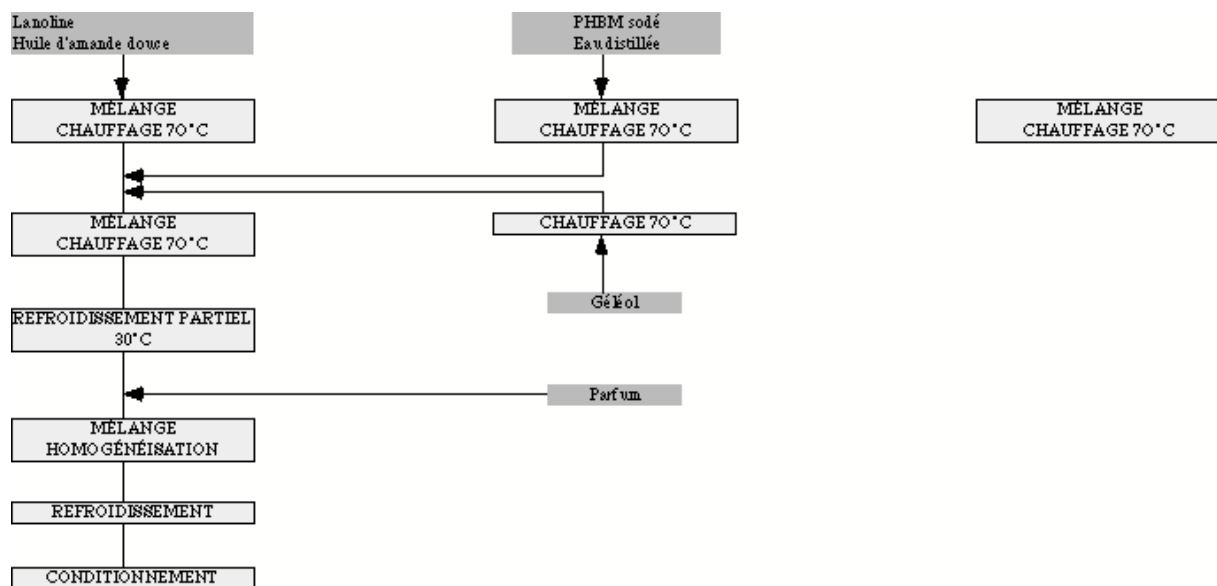 Lanoline
Huile d'amande douce
PHBM sodé
Eau distillée
MÉLANGE
CHAUFFAGE 70°C
MÉLANGE
CHAUFFAGE 70°C
MÉLANGE
CHAUFFAGE 70°C
MÉLANGE
CHAUFFAGE 70°C
CHAUFFAGE 70°C
Géléol
REFROIDISSEMENT PARTIEL
30°C
Parfum
MÉLANGE
HOMOGÉNÉISATION
REFROIDISSEMENT
CONDITIONNEMENT